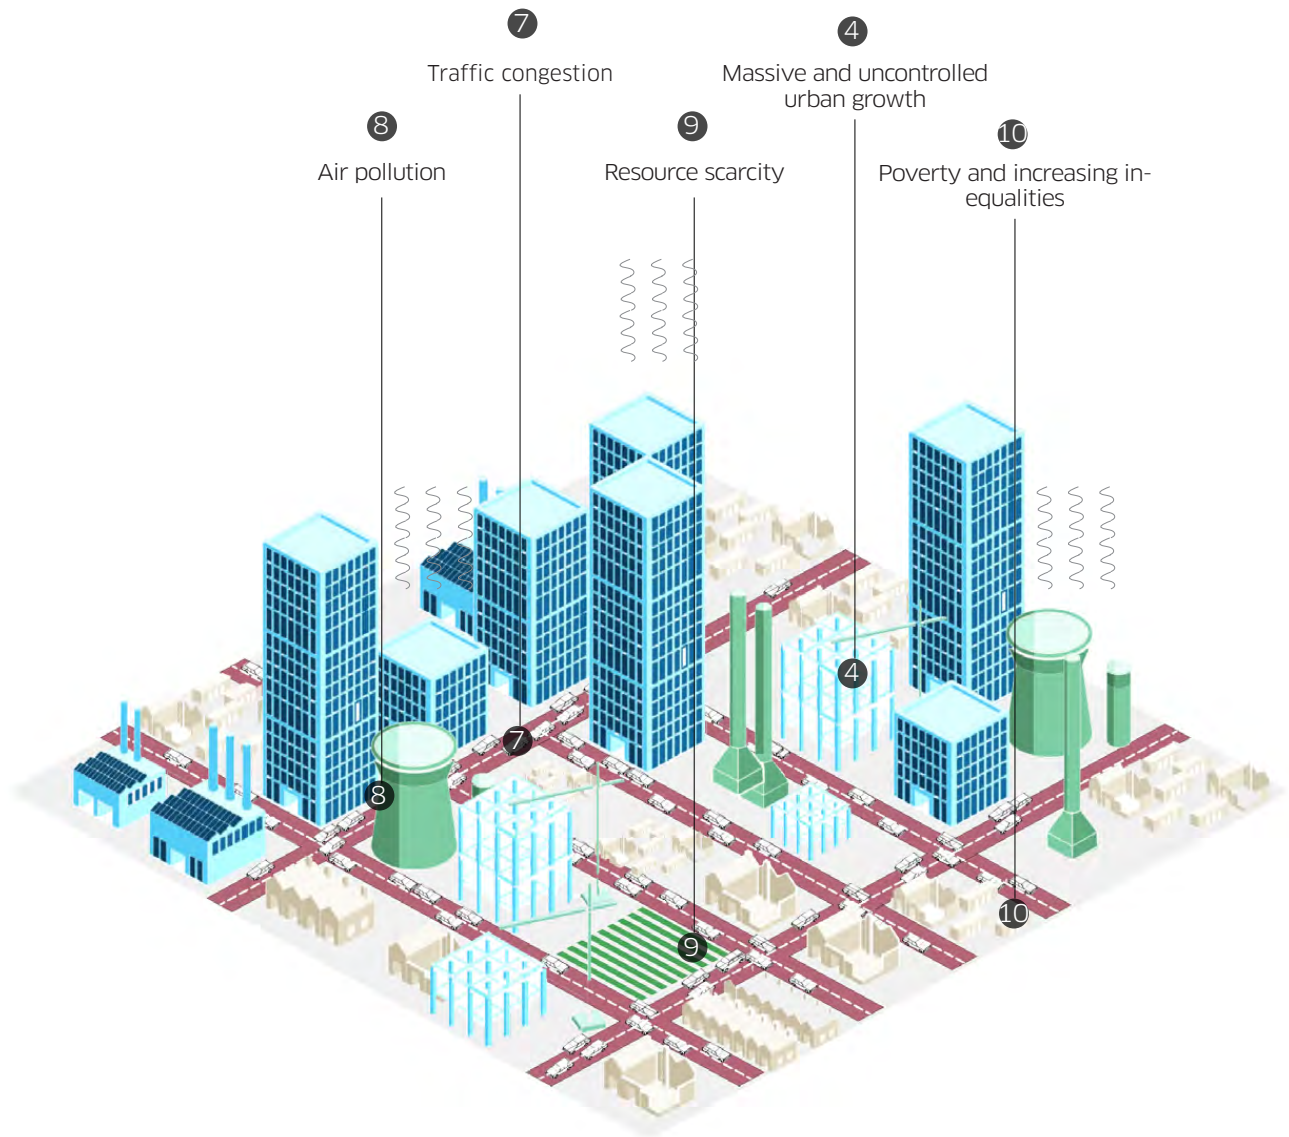 7
Traffic congestion
4
Massive and uncontrolled
urban growth
8
Air pollution
9
Resource scarcity
10
Poverty and increasing in-
equalities
4
7
8
10
9